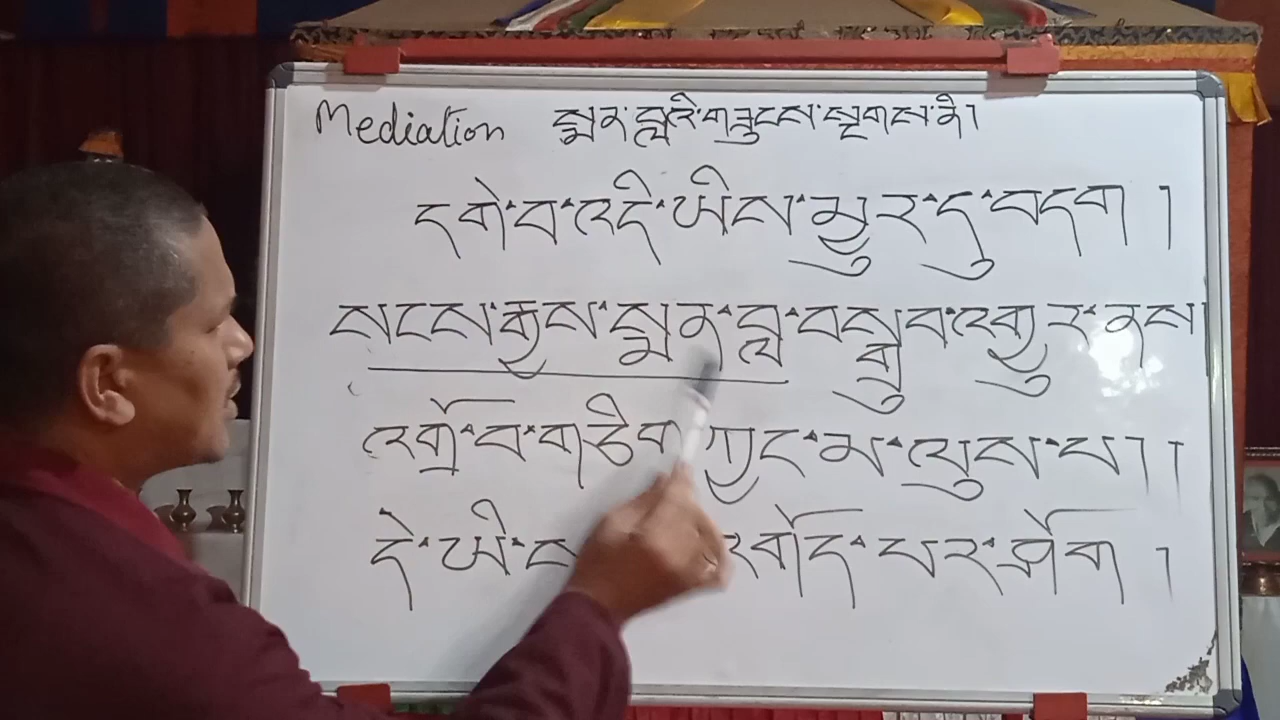 Mediation སྨན་བླའི་གཟུངས་སྔགས་ནི།
དགེ་བ་འདི་ཡིས་མྱུར་དུ་བདག །
སངས་རྒྱས་སྨན་བླ་བསྒྲུབ་འགྱུར་ནས།
འགྲོ་བ་གཅིག་ཀྱང་མ་ལུས་པ།།
དེ་ཡི་ས་ འགོད་པར་ཤོག །